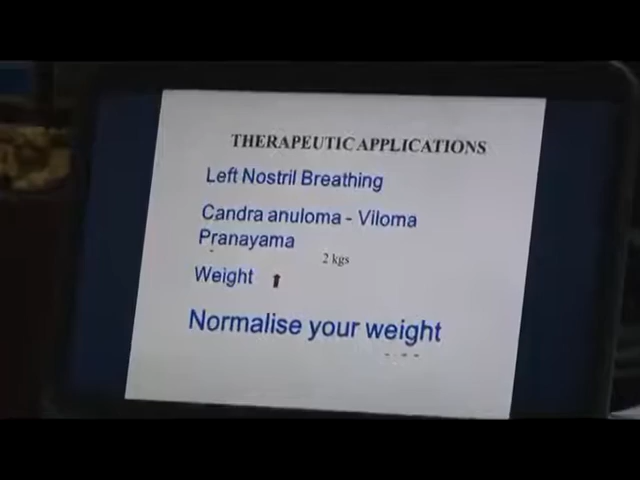 THERAPEUTIC APPLICATIONS
Left Nostril Breathing
Candra anuloma - Viloma
Pranayama
2 kgs
Weight
Normalise your weight